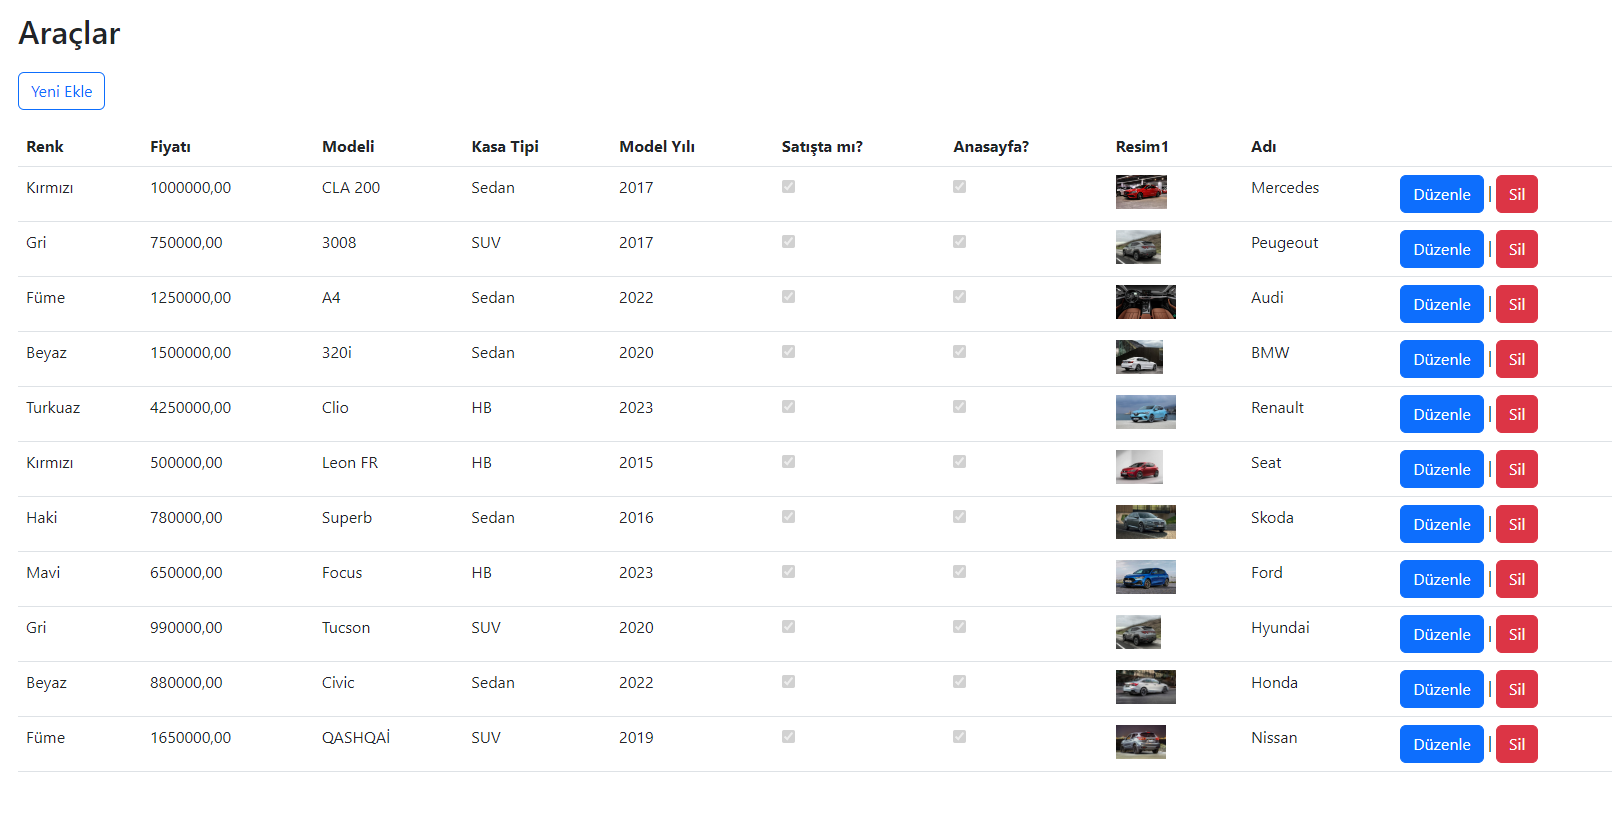 Araçlar
Yeni Ekle
Renk Fiyatı Modeli Kasa Tipi Model Yılı Satışta mı? Anasayfa? Resim1 Adı
Kırmızı 1000000,00 CLA 200 Sedan 2017 Mercedes Düzenle | Sil
Gri 750000,00 3008 SUV 2017 Peugeout Düzenle | Sil
Füme 1250000,00 A4 Sedan 2022 Audi Düzenle | Sil
Beyaz 1500000,00 320i Sedan 2020 BMW Düzenle | Sil
Turkuaz 4250000,00 Clio HB 2023 Renault Düzenle | Sil
Kırmızı 500000,00 Leon FR HB 2015 Seat Düzenle | Sil
Haki 780000,00 Superb Sedan 2016 Skoda Düzenle | Sil
Mavi 650000,00 Focus HB 2023 Ford Düzenle | Sil
Gri 990000,00 Tucson SUV 2020 Hyundai Düzenle | Sil
Beyaz 880000,00 Civic Sedan 2022 Honda Düzenle | Sil
Füme 1650000,00 QASHQAİ SUV 2019 Nissan Düzenle | Sil